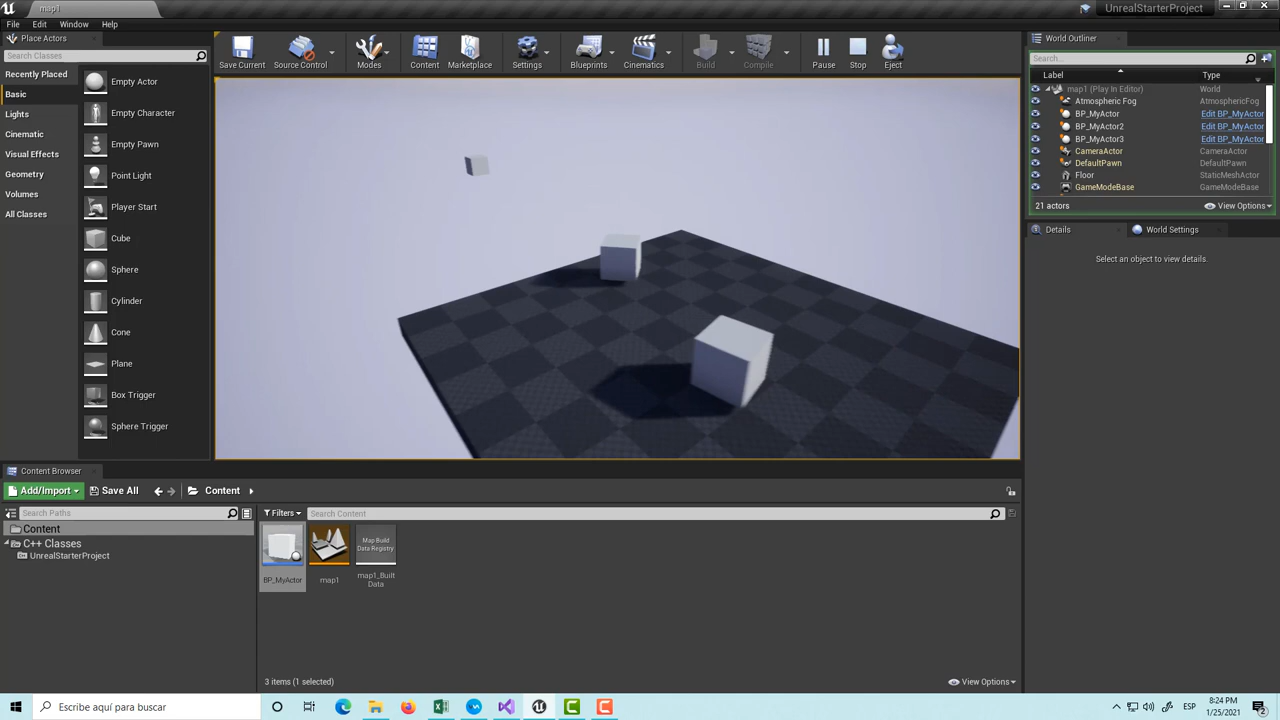 map1
UnrealStarterProject
File Edit Window Help
Place Actors
Search Classes
Recently Placed
Basic
Lights
Cinematic
Visual Effects
Geometry
Volumes
All Classes
Empty Actor
Empty Character
Empty Pawn
Point Light
Player Start
Cube
Sphere
Cylinder
Cone
Plane
Box Trigger
Sphere Trigger
Save Current
Source Control
Modes
Content
Marketplace
Settings
Blueprints
Cinematics
Build
Compile
Pause
Stop
Eject
World Outliner
Search...
Label Type
map1 (Play In Editor) World
Atmospheric Fog AtmosphericFog
BP_MyActor Edit BP_MyActor
BP_MyActor2 Edit BP_MyActor
BP_MyActor3 Edit BP_MyActor
CameraActor CameraActor
DefaultPawn DefaultPawn
Floor StaticMeshActor
GameModeBase GameModeBase
21 actors View Options
Details World Settings
Select an object to view details.
Content Browser
Add/Import Save All Content
Search Paths
Content
C++ Classes
UnrealStarterProject
Filters Search Content
BP_MyActor
map1
Map Build
Data Registry
map1_Built
Data
3 items (1 selected) View Options
Escribe aquí para buscar
ESP
8:24 PM
1/25/2021
2